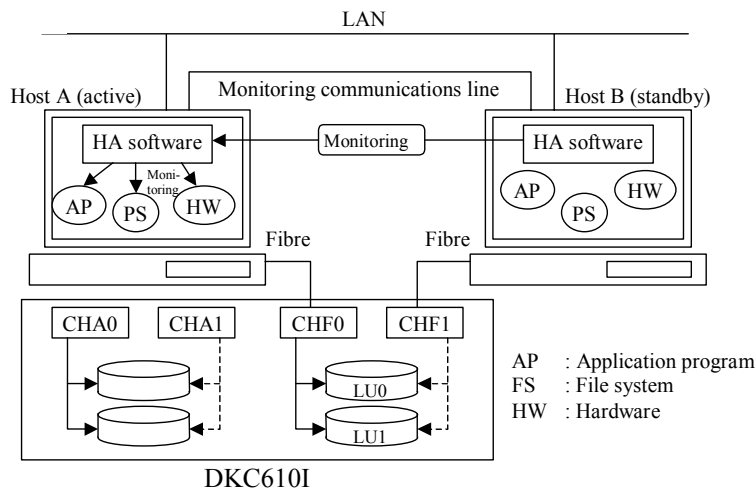 LAN
Monitoring communications line
Host A (active)
Host B (standby)
HA software
Monitoring
HA software
Moni-
toring
AP
PS
HW
AP
PS
HW
Fibre
Fibre
CHA0
CHA1
CHF0
CHF1
LU0
LU1
AP : Application program
FS : File system
HW : Hardware
DKC610I